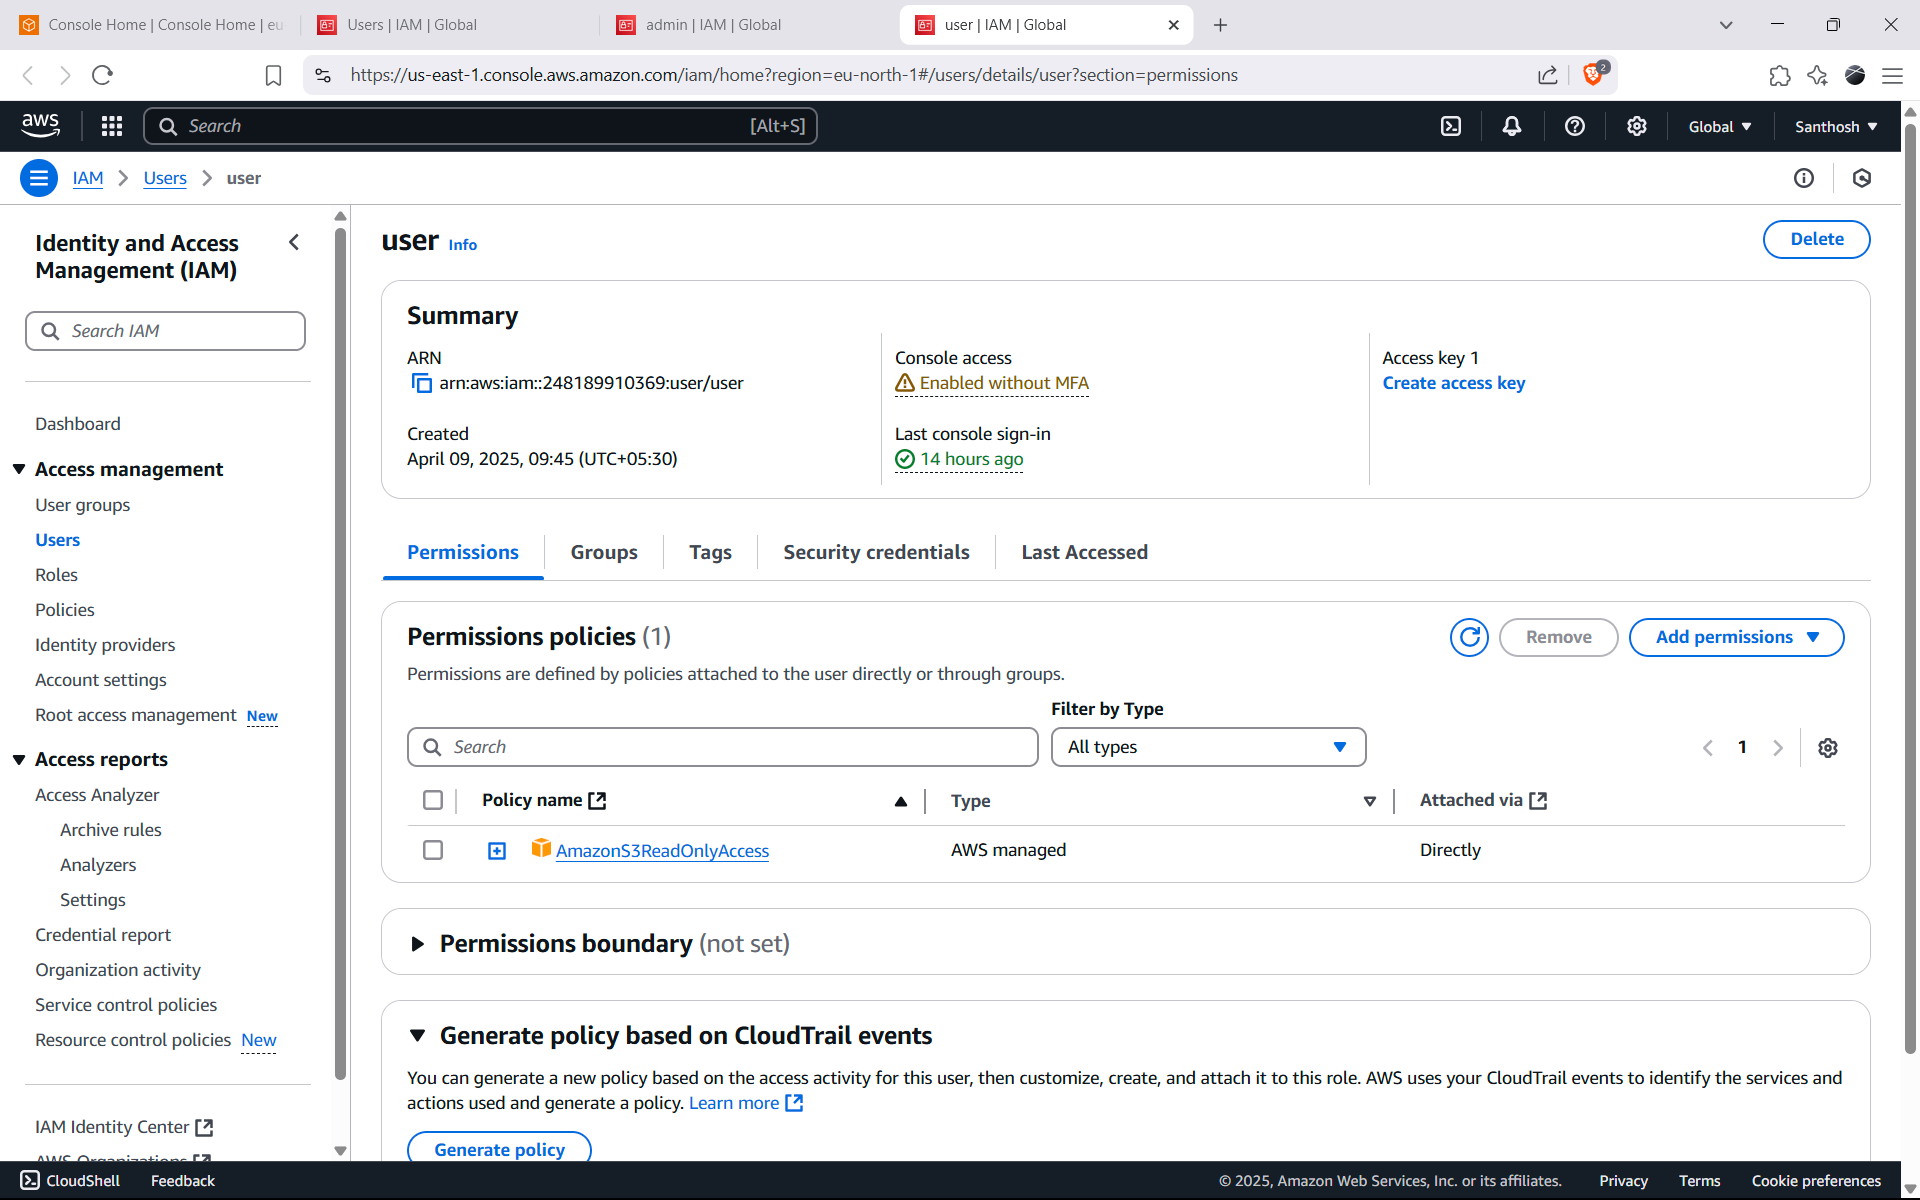 Console Home | Console Home | eu
Users | IAM | Global
admin | IAM | Global
user | IAM | Global
https://us-east-1.console.aws.amazon.com/iam/home?region=eu-north-1#/users/details/user?section=permissions
2
aws
Search
[Alt+S]
Global
Santhosh
IAM
Users
user
Identity and Access
Management (IAM)
Search IAM
Dashboard
Access management
User groups
Users
Roles
Policies
Identity providers
Account settings
Root access management New
Access reports
Access Analyzer
Archive rules
Analyzers
Settings
Credential report
Organization activity
Service control policies
Resource control policies New
IAM Identity Center
AWS Organizations
user Info
Delete
Summary
ARN
arn:aws:iam::248189910369:user/user
Created
April 09, 2025, 09:45 (UTC+05:30)
Console access
Enabled without MFA
Last console sign-in
14 hours ago
Access key 1
Create access key
Permissions
Groups
Tags
Security credentials
Last Accessed
Permissions policies (1)
Remove
Add permissions
Permissions are defined by policies attached to the user directly or through groups.
Filter by Type
Search
All types
1
Policy name
Type
Attached via
AmazonS3ReadOnlyAccess
AWS managed
Directly
Permissions boundary (not set)
Generate policy based on CloudTrail events
You can generate a new policy based on the access activity for this user, then customize, create, and attach it to this role. AWS uses your CloudTrail events to identify the services and
actions used and generate a policy. Learn more
Generate policy
CloudShell
Feedback
© 2025, Amazon Web Services, Inc. or its affiliates.
Privacy
Terms
Cookie preferences